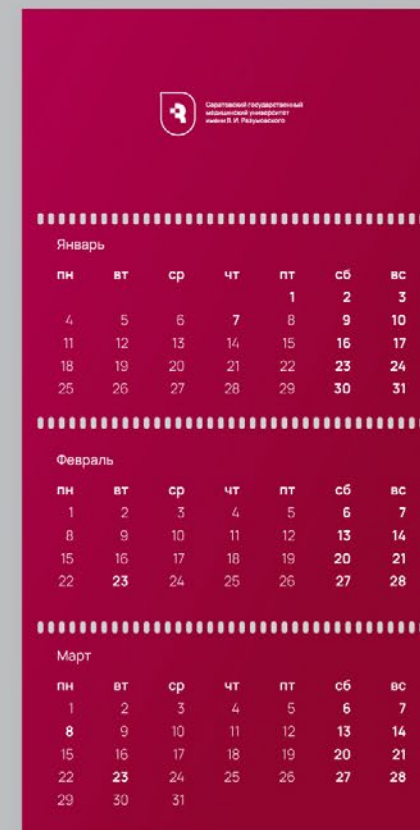 Саратовский государственный
медицинский университет
имени В. И. Разумовского
Январь
пн вт ср чт пт сб вс
1 2 3
4 5 6 7 8 9 10
11 12 13 14 15 16 17
18 19 20 21 22 23 24
25 26 27 28 29 30 31
Февраль
пн вт ср чт пт сб вс
1 2 3 4 5 6 7
8 9 10 11 12 13 14
15 16 17 18 19 20 21
22 23 24 25 26 27 28
Март
пн вт ср чт пт сб вс
1 2 3 4 5 6 7
8 9 10 11 12 13 14
15 16 17 18 19 20 21
22 23 24 25 26 27 28
29 30 31